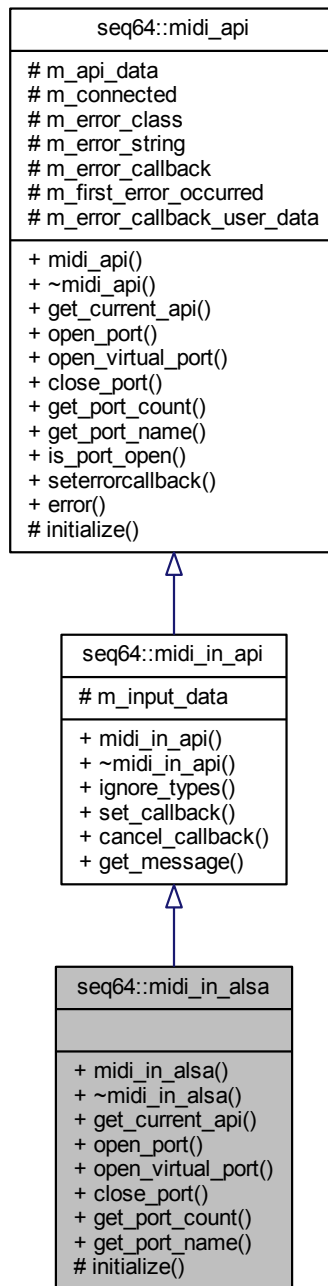 seq64::midi_api
# m_api_data
# m_connected
# m_error_class
# m_error_string
# m_error_callback
# m_first_error_occurred
# m_error_callback_user_data
+ midi_api()
+ ~midi_api()
+ get_current_api()
+ open_port()
+ open_virtual_port()
+ close_port()
+ get_port_count()
+ get_port_name()
+ is_port_open()
+ seterrorcallback()
+ error()
# initialize()
seq64::midi_in_api
# m_input_data
+ midi_in_api()
+ ~midi_in_api()
+ ignore_types()
+ set_callback()
+ cancel_callback()
+ get_message()
seq64::midi_in_alsa
+ midi_in_alsa()
+ ~midi_in_alsa()
+ get_current_api()
+ open_port()
+ open_virtual_port()
+ close_port()
+ get_port_count()
+ get_port_name()
# initialize()